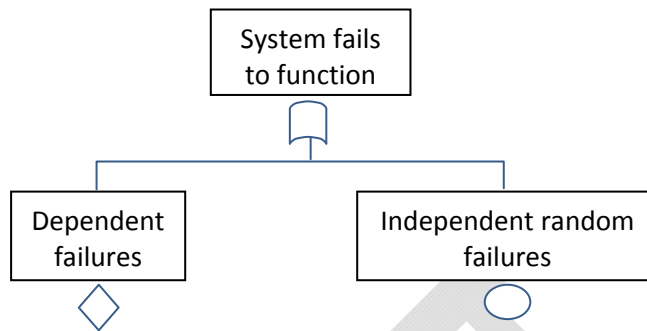 System fails
to function
Dependent
failures
Independent random
failures